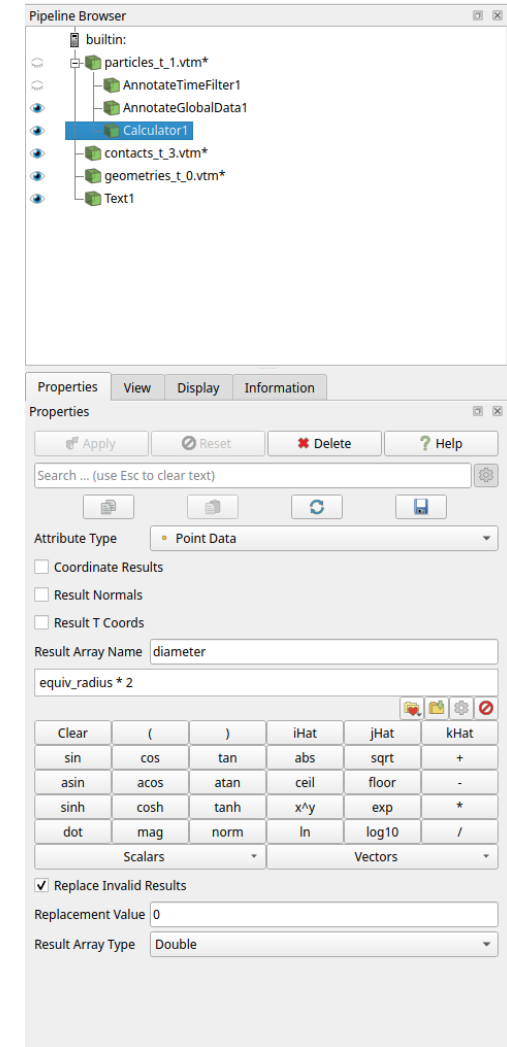 Pipeline Browser
builtin:
particles_t_1.vtm*
AnnotateTimeFilter1
AnnotateGlobalData1
Calculator1
contacts_t_3.vtm*
geometries_t_0.vtm*
Text1
Properties View Display Information
Properties
Apply Reset Delete ? Help
Search ... (use Esc to clear text)
Attribute Type Point Data
Coordinate Results
Result Normals
Result T Coords
Result Array Name diameter
equiv_radius * 2
Clear ( ) iHat jHat kHat
sin cos tan abs sqrt +
asin acos atan ceil floor -
sinh cosh tanh x^y exp *
dot mag norm ln log10 /
Scalars Vectors
Replace Invalid Results
Replacement Value 0
Result Array Type Double